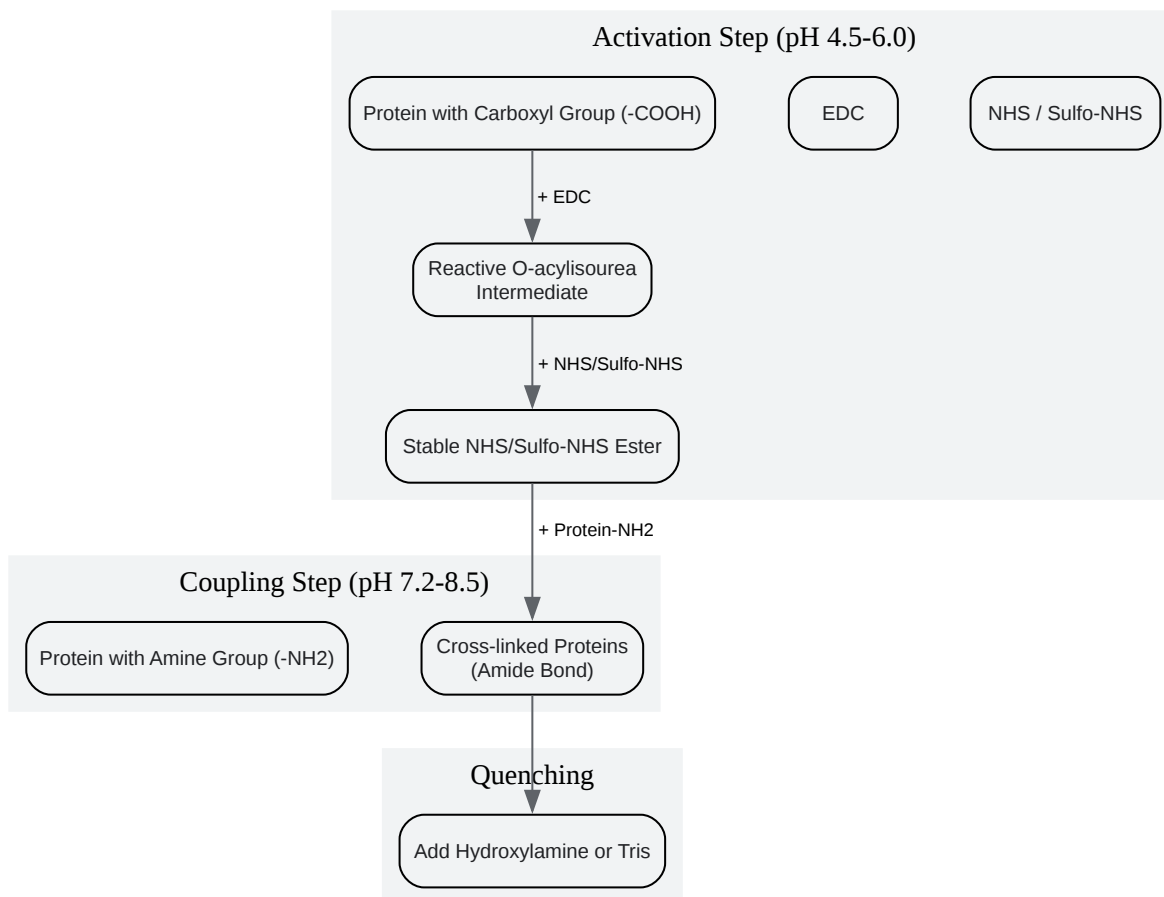 Activation Step (pH 4.5-6.0)
Protein with Carboxyl Group (-COOH)
EDC
NHS / Sulfo-NHS
+ EDC
Reactive O-acylisourea
Intermediate
+ NHS/Sulfo-NHS
Stable NHS/Sulfo-NHS Ester
+ Protein-NH2
Coupling Step (pH 7.2-8.5)
Protein with Amine Group (-NH2)
Cross-linked Proteins
(Amide Bond)
Quenching
Add Hydroxylamine or Tris